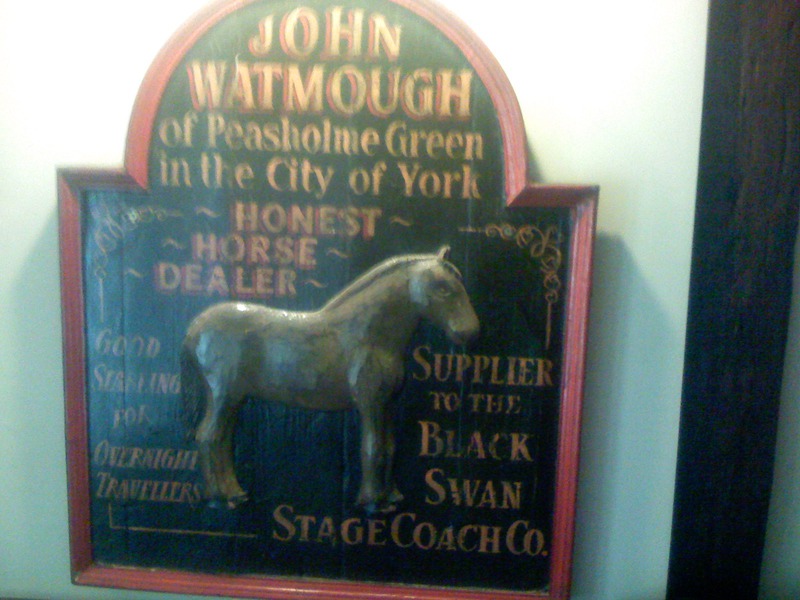 JOHN
WATMOUGH
of Peasholme Green
in the City of York
~ HONEST ~
~ HORSE ~
~ DEALER ~
GOOD
STABLING
FOR
OVERNIGHT
TRAVELLERS
SUPPLIER
TO THE
BLACK
SWAN
STAGE COACH CO.